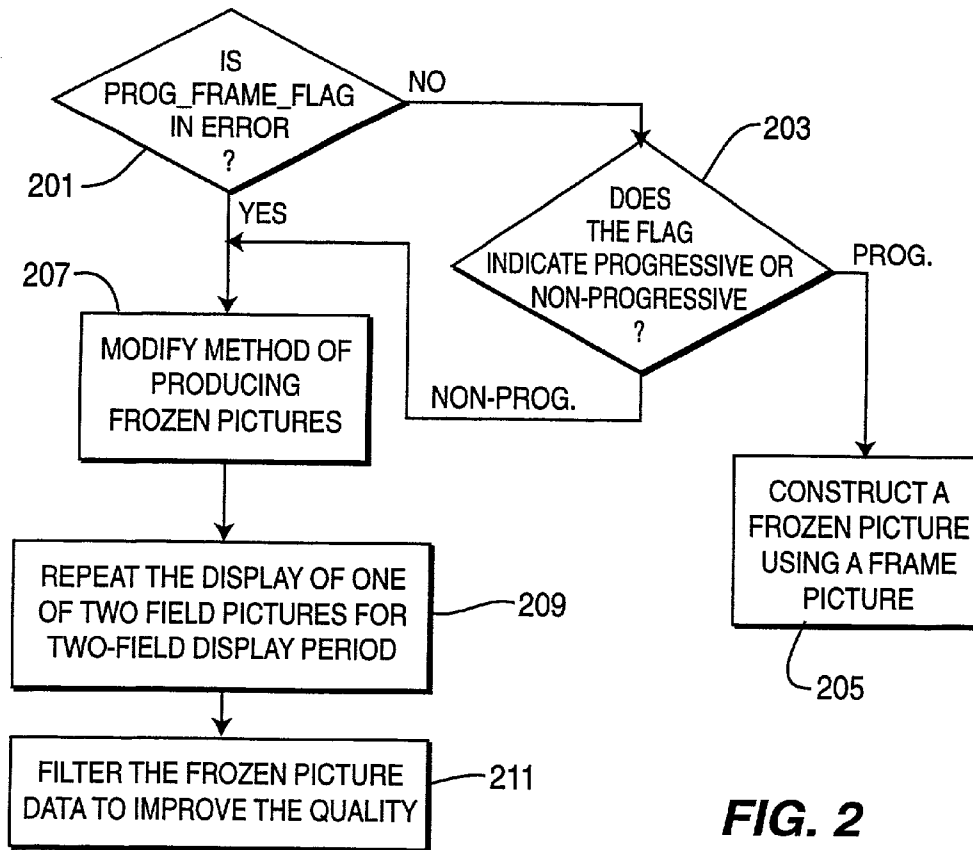 IS
PROG_FRAME_FLAG
IN ERROR
?
201
NO
YES
203
DOES
THE FLAG
INDICATE PROGRESSIVE OR
NON-PROGRESSIVE
?
PROG.
NON-PROG.
207
MODIFY METHOD OF
PRODUCING
FROZEN PICTURES
CONSTRUCT A
FROZEN PICTURE
USING A FRAME
PICTURE
205
REPEAT THE DISPLAY OF ONE
OF TWO FIELD PICTURES FOR
TWO-FIELD DISPLAY PERIOD
209
FILTER THE FROZEN PICTURE
DATA TO IMPROVE THE QUALITY
211
FIG. 2